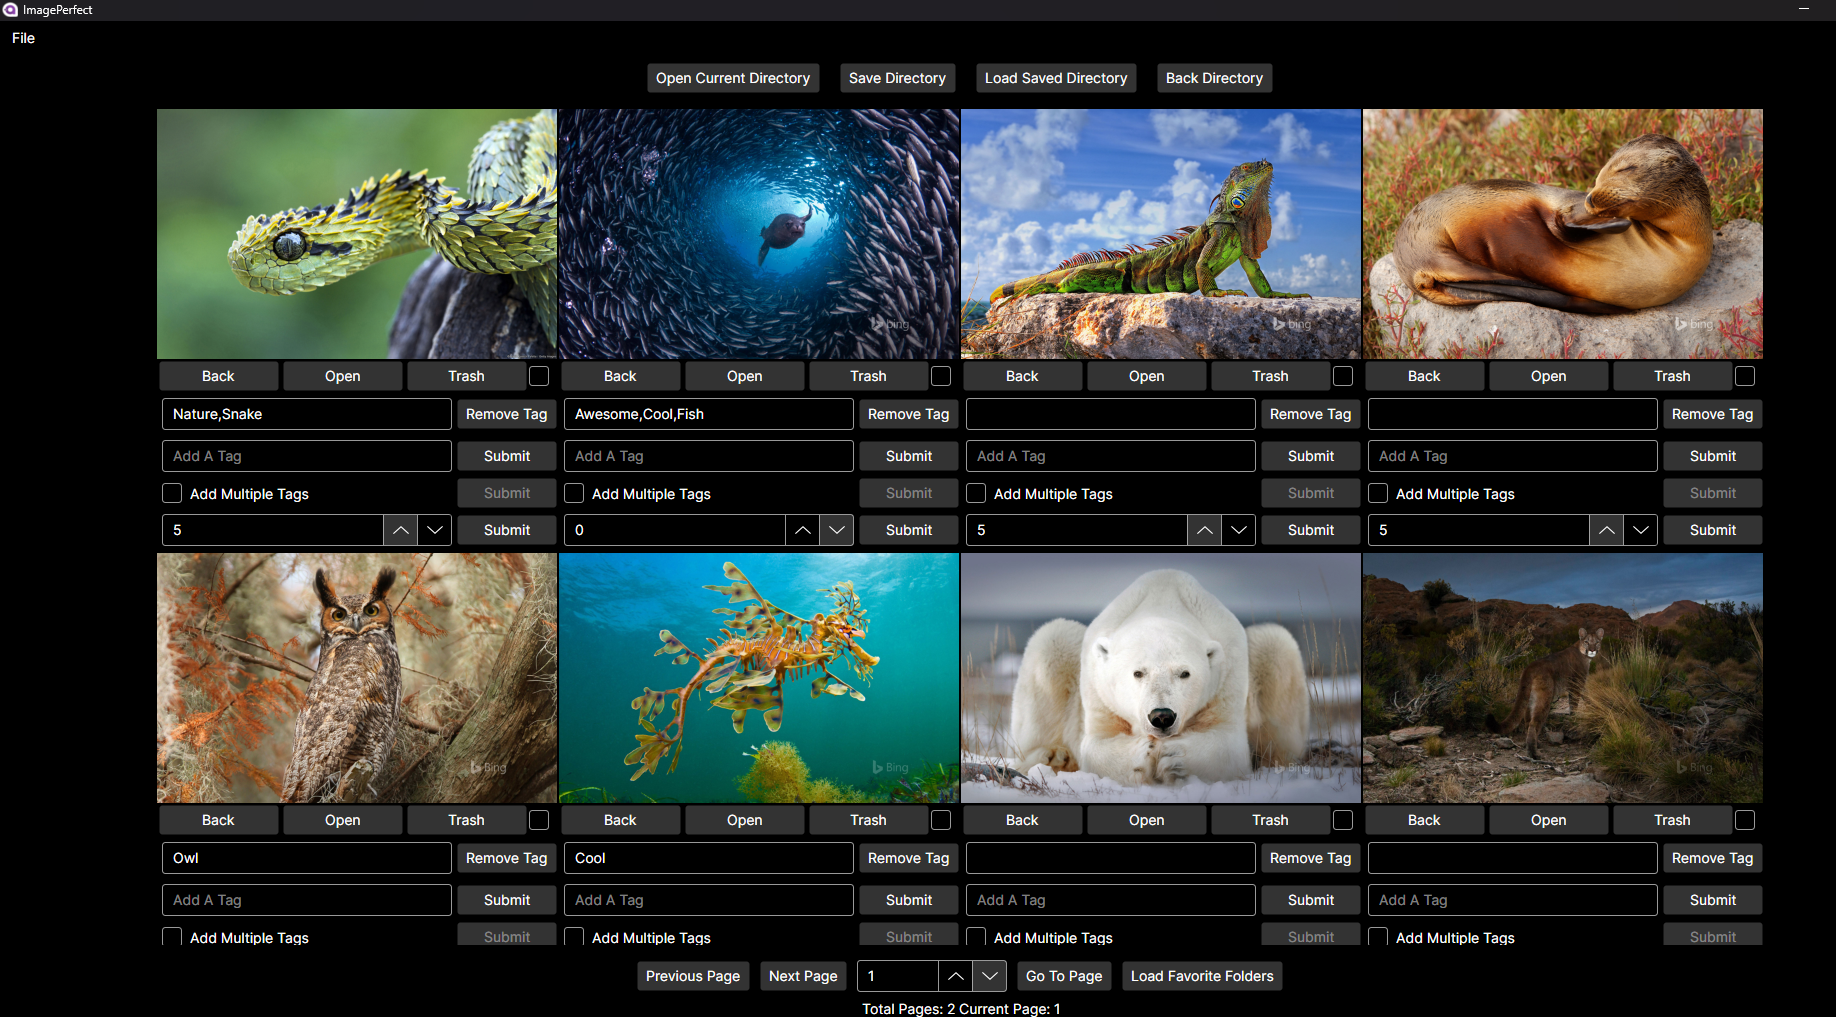 ImagePerfect
File
Open Current Directory Save Directory Load Saved Directory Back Directory
bing bing bing
Back Open Trash Back Open Trash Back Open Trash Back Open Trash
Nature,Snake Remove Tag Awesome,Cool,Fish Remove Tag Remove Tag Remove Tag
Add A Tag Submit Add A Tag Submit Add A Tag Submit Add A Tag Submit
Add Multiple Tags Submit Add Multiple Tags Submit Add Multiple Tags Submit Add Multiple Tags Submit
5 Submit 0 Submit 5 Submit 5 Submit
Bing Bing Bing Bing
Back Open Trash Back Open Trash Back Open Trash Back Open Trash
Owl Remove Tag Cool Remove Tag Remove Tag Remove Tag
Add A Tag Submit Add A Tag Submit Add A Tag Submit Add A Tag Submit
Add Multiple Tags Submit Add Multiple Tags Submit Add Multiple Tags Submit Add Multiple Tags Submit
Previous Page Next Page 1 Go To Page Load Favorite Folders
Total Pages: 2 Current Page: 1